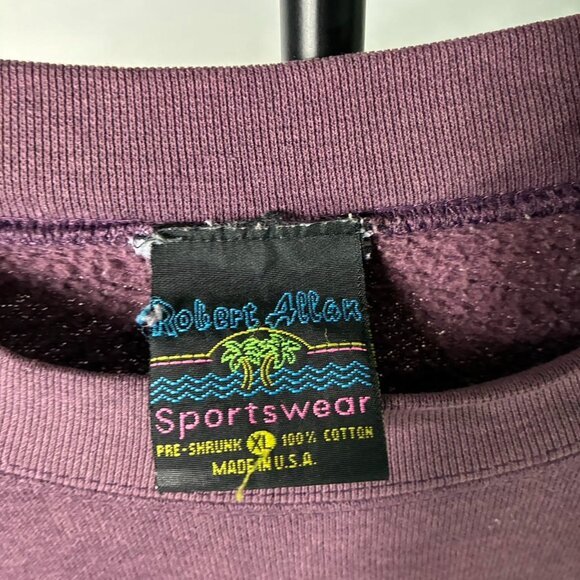 Robert Allan
Sportswear
PRE-SHRUNK XL 100% COTTON
MADE IN U.S.A.